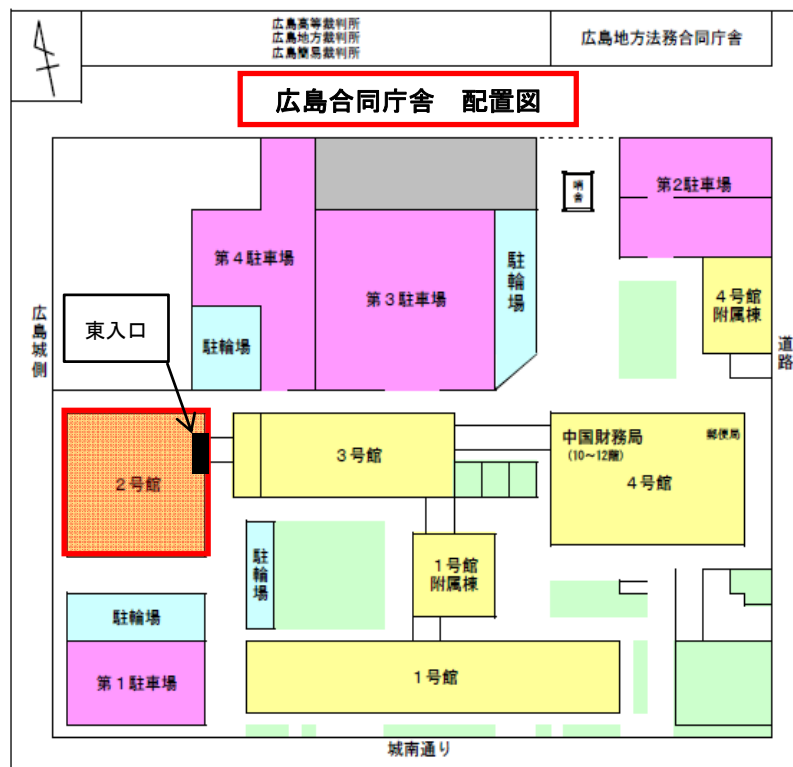 広島高等裁判所
広島地方裁判所
広島簡易裁判所
広島地方法務合同庁舎
広島合同庁舎　配置図
哨舎
第2駐車場
第４駐車場
第３駐車場
駐輪場
４号館
附属棟
広島城側
東入口
駐輪場
道路
中国財務局
(10～12階)
郵便局
３号館
４号館
２号館
駐輪場
１号館
附属棟
駐輪場
第１駐車場
１号館
城南通り